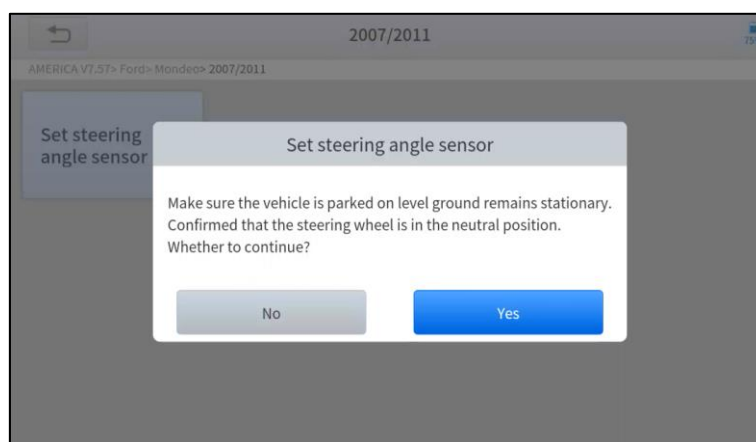 2007/2011
AMERICA V7.57> Ford> Mondeo> 2007/2011
Set steering
angle sensor
Set steering angle sensor
Make sure the vehicle is parked on level ground remains stationary.
Confirmed that the steering wheel is in the neutral position.
Whether to continue?
No
Yes